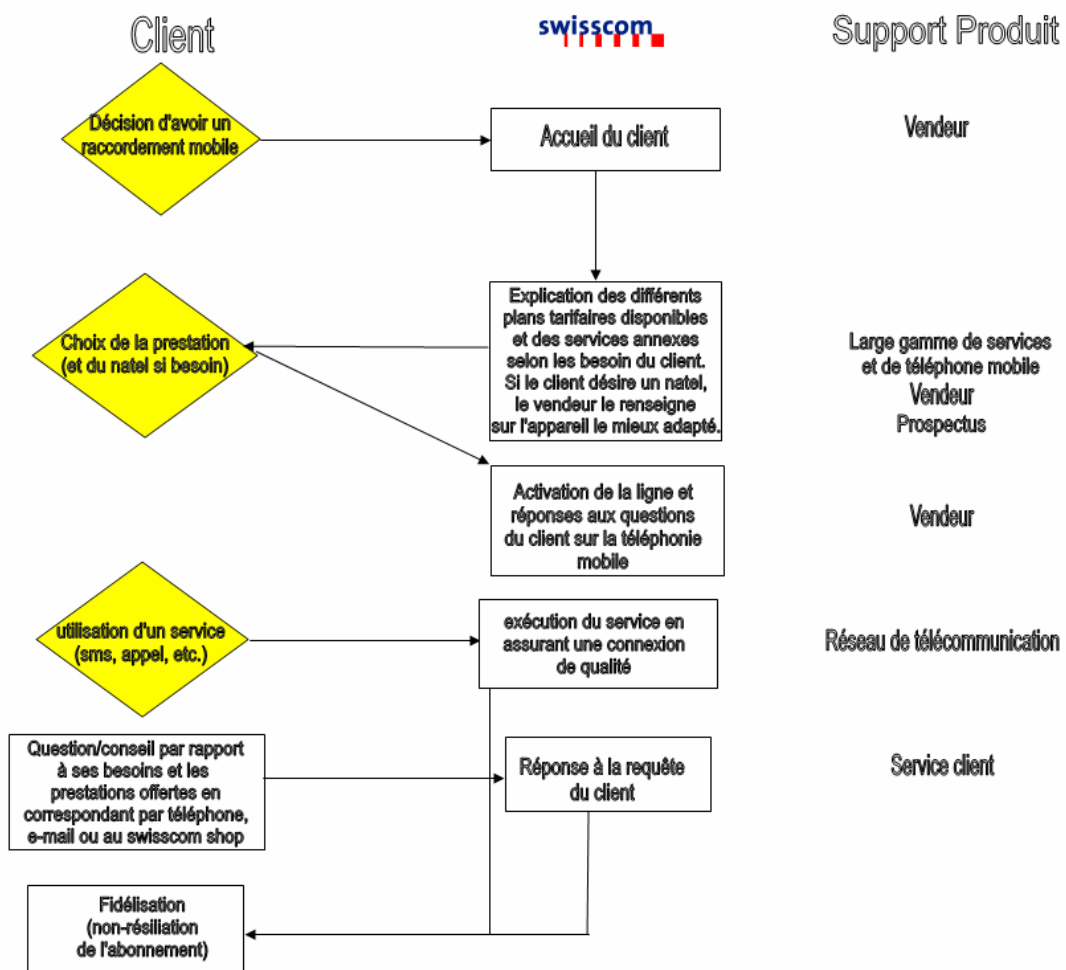 Client
swisscom
Support Produit
Décision d'avoir un
raccordement mobile
Accueil du client
Vendeur
Choix de la prestation
(et du natel si besoin)
Explication des différents
plans tarifaires disponibles
et des services annexes
selon les besoin du client.
Si le client désire un natel,
le vendeur le renseigne
sur l'appareil le mieux adapté.
Large gamme de services
et de téléphone mobile
Vendeur
Prospectus
Activation de la ligne et
réponses aux questions
du client sur la téléphonie
mobile
Vendeur
utilisation d'un service
(sms, appel, etc.)
exécution du service en
assurant une connexion
de qualité
Réseau de télécommunication
Question/conseil par rapport
à ses besoins et les
prestations offertes en
correspondant par téléphone,
e-mail ou au swisscom shop
Réponse à la requête
du client
Service client
Fidélisation
(non-résiliation
de l'abonnement)